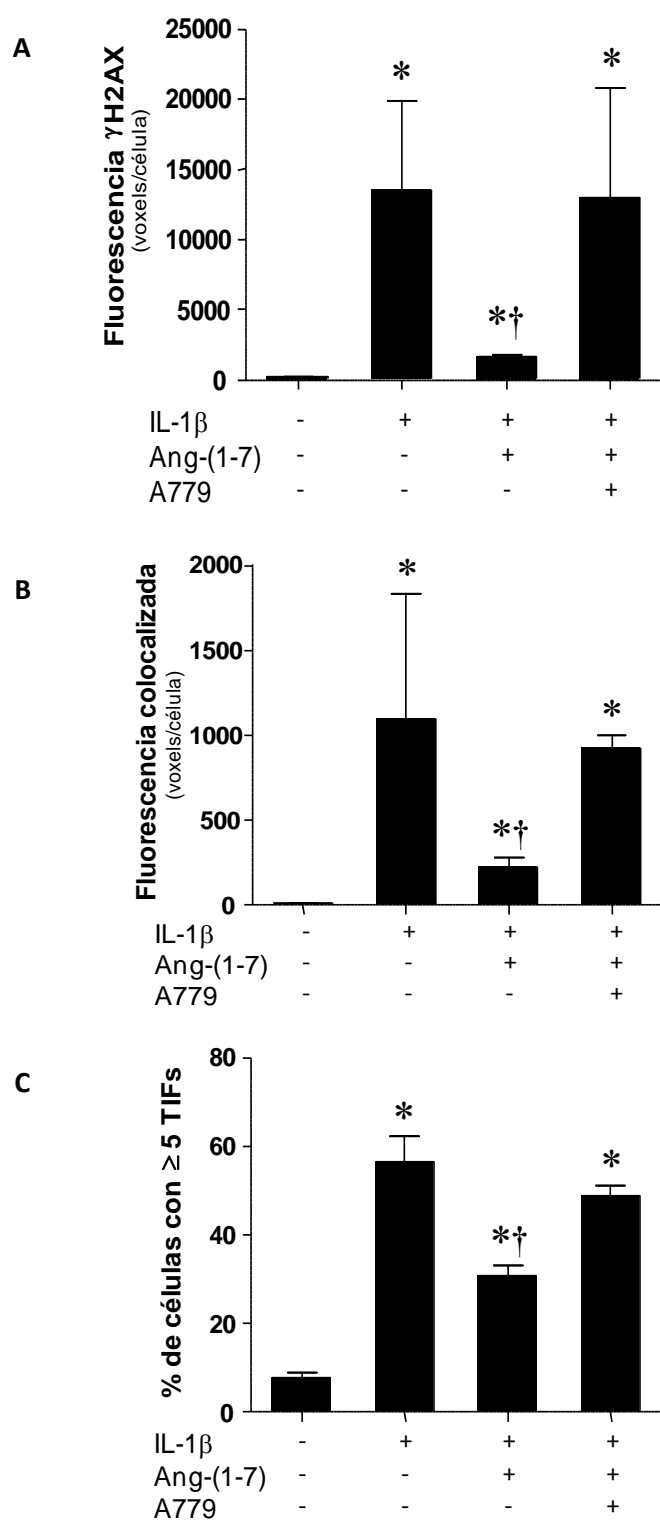 A
Fluorescencia γH2AX
(voxels/célula)
25000
20000
15000
10000
5000
0
*
*†
*
IL-1β - + + +
Ang-(1-7) - - + +
A779 - - - +
B
Fluorescencia colocalizada
(voxels/célula)
2000
1500
1000
500
0
*
*†
*
IL-1β - + + +
Ang-(1-7) - - + +
A779 - - - +
C
% de células con ≥ 5 TIFs
80
60
40
20
0
*
*†
*
IL-1β - + + +
Ang-(1-7) - - + +
A779 - - - +